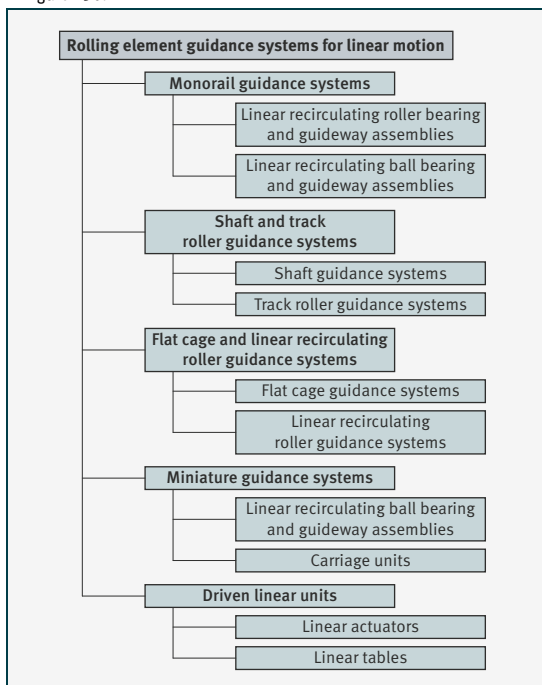 Rolling element guidance systems for linear motion
Monorail guidance systems
Linear recirculating roller bearing
and guideway assemblies
Linear recirculating ball bearing
and guideway assemblies
Shaft and track
roller guidance systems
Shaft guidance systems
Track roller guidance systems
Flat cage and linear recirculating
roller guidance systems
Flat cage guidance systems
Linear recirculating
roller guidance systems
Miniature guidance systems
Linear recirculating ball bearing
and guideway assemblies
Carriage units
Driven linear units
Linear actuators
Linear tables